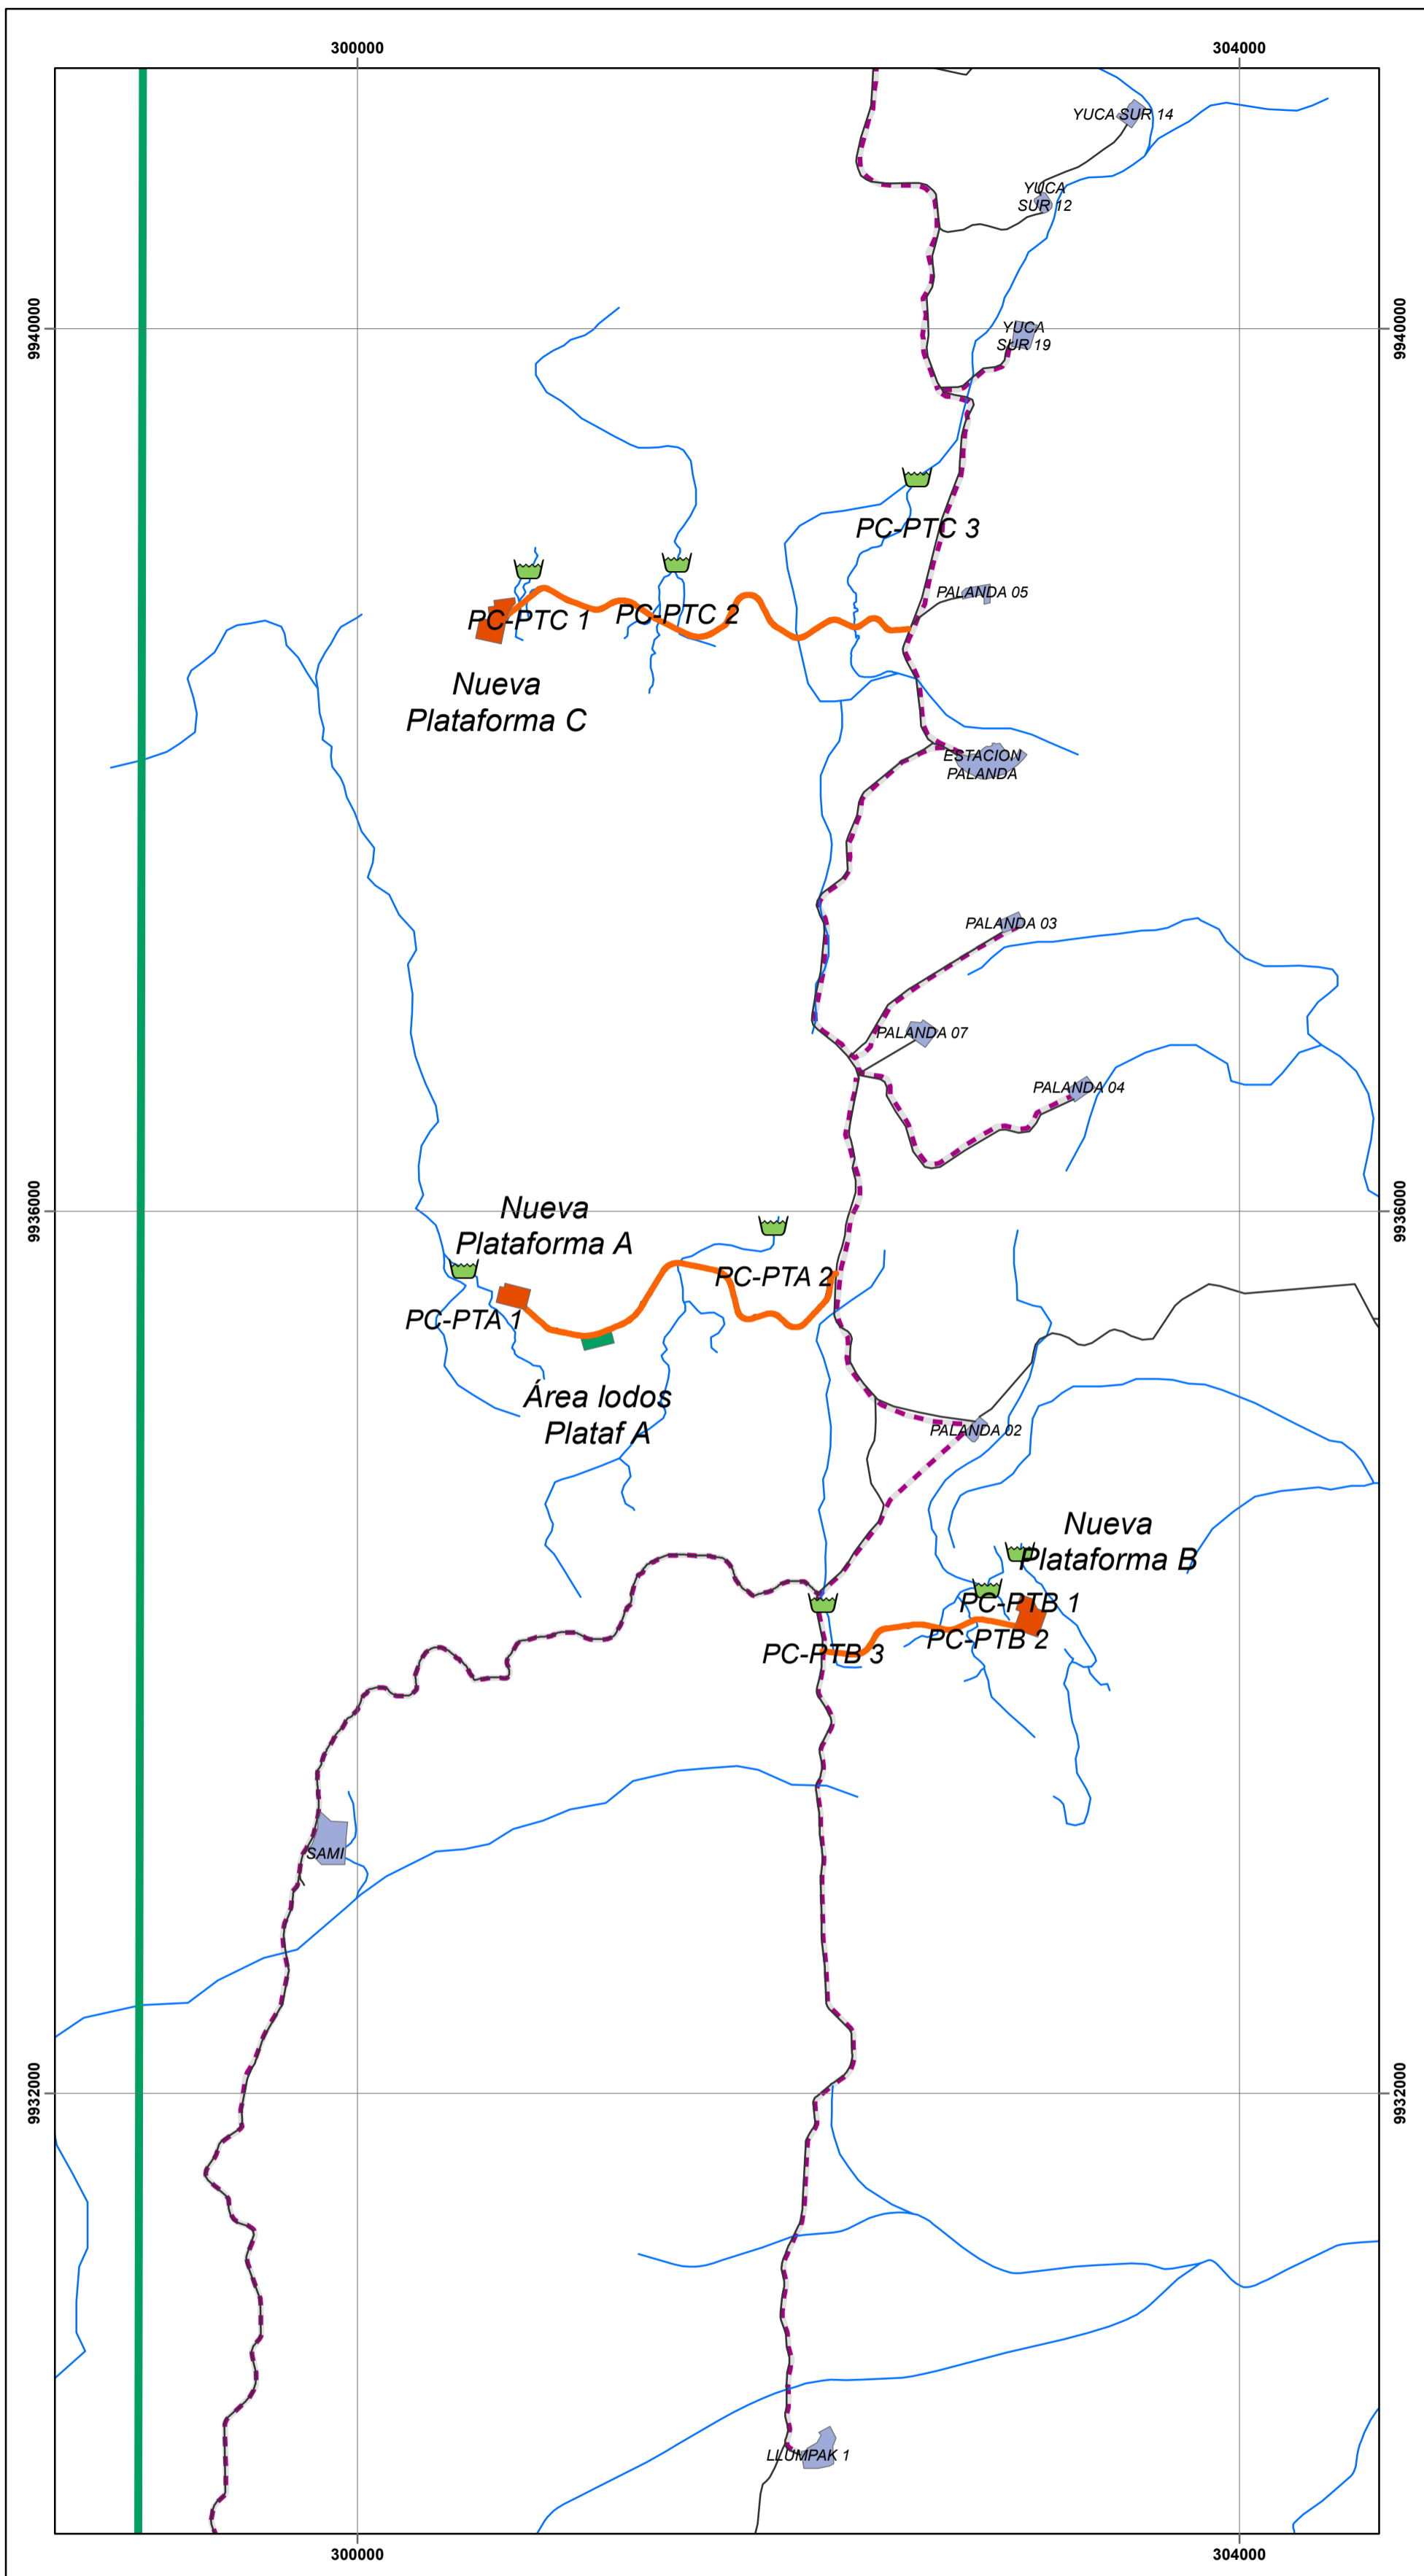 300000
304000
YUCA SUR 14
YUCA
SUR 12
9940000
9940000
YUCA
SUR 19
PC-PTC 3
PALANDA 05
PC-PTC 1
PC-PTC 2
Nueva
Plataforma C
ESTACION
PALANDA
PALANDA 03
PALANDA 07
PALANDA 04
9936000
9936000
Nueva
Plataforma A
PC-PTA 2
PC-PTA 1
Área lodos
Plataf A
PALANDA 02
Nueva
Plataforma B
PC-PTB 1
PC-PTB 2
PC-PTB 3
SAMI
9932000
9932000
LLUMPAK 1
300000
304000